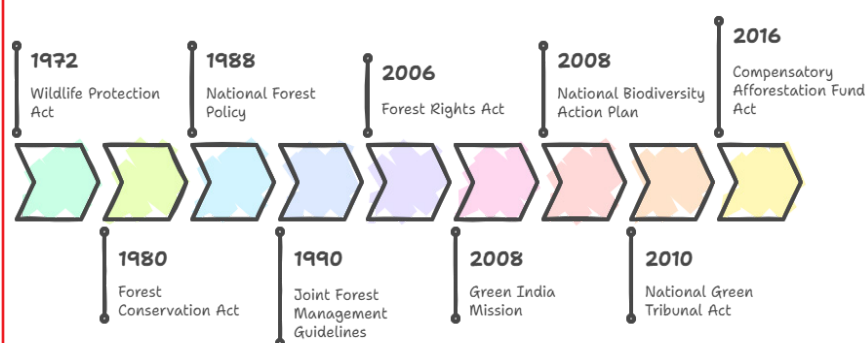 1972
Wildlife Protection
Act
1980
Forest
Conservation Act
1988
National Forest
Policy
1990
Joint Forest
Management
Guidelines
2006
Forest Rights Act
2008
Green India
Mission
2008
National Biodiversity
Action Plan
2010
National Green
Tribunal Act
2016
Compensatory
Afforestation Fund
Act